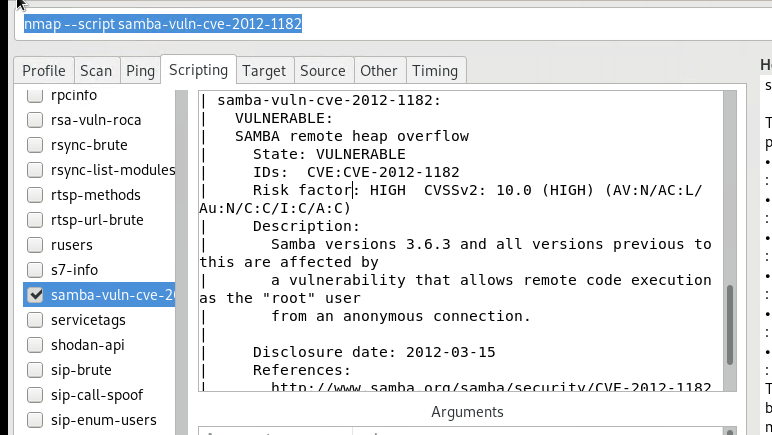 nmap --script samba-vuln-cve-2012-1182
Profile Scan Ping Scripting Target Source Other Timing
rpcinfo
rsa-vuln-roca
rsync-brute
rsync-list-modules
rtsp-methods
rtsp-url-brute
rusers
s7-info
samba-vuln-cve-20
servicetags
shodan-api
sip-brute
sip-call-spoof
sip-enum-users
| samba-vuln-cve-2012-1182:
|   VULNERABLE:
|   SAMBA remote heap overflow
|     State: VULNERABLE
|     IDs:  CVE:CVE-2012-1182
|     Risk factor: HIGH  CVSSv2: 10.0 (HIGH) (AV:N/AC:L/
Au:N/C:C/I:C/A:C)
|     Description:
|       Samba versions 3.6.3 and all versions previous to
this are affected by
|       a vulnerability that allows remote code execution
as the "root" user
|       from an anonymous connection.
|
|     Disclosure date: 2012-03-15
|     References:
|       http://www.samba.org/samba/security/CVE-2012-1182
Arguments